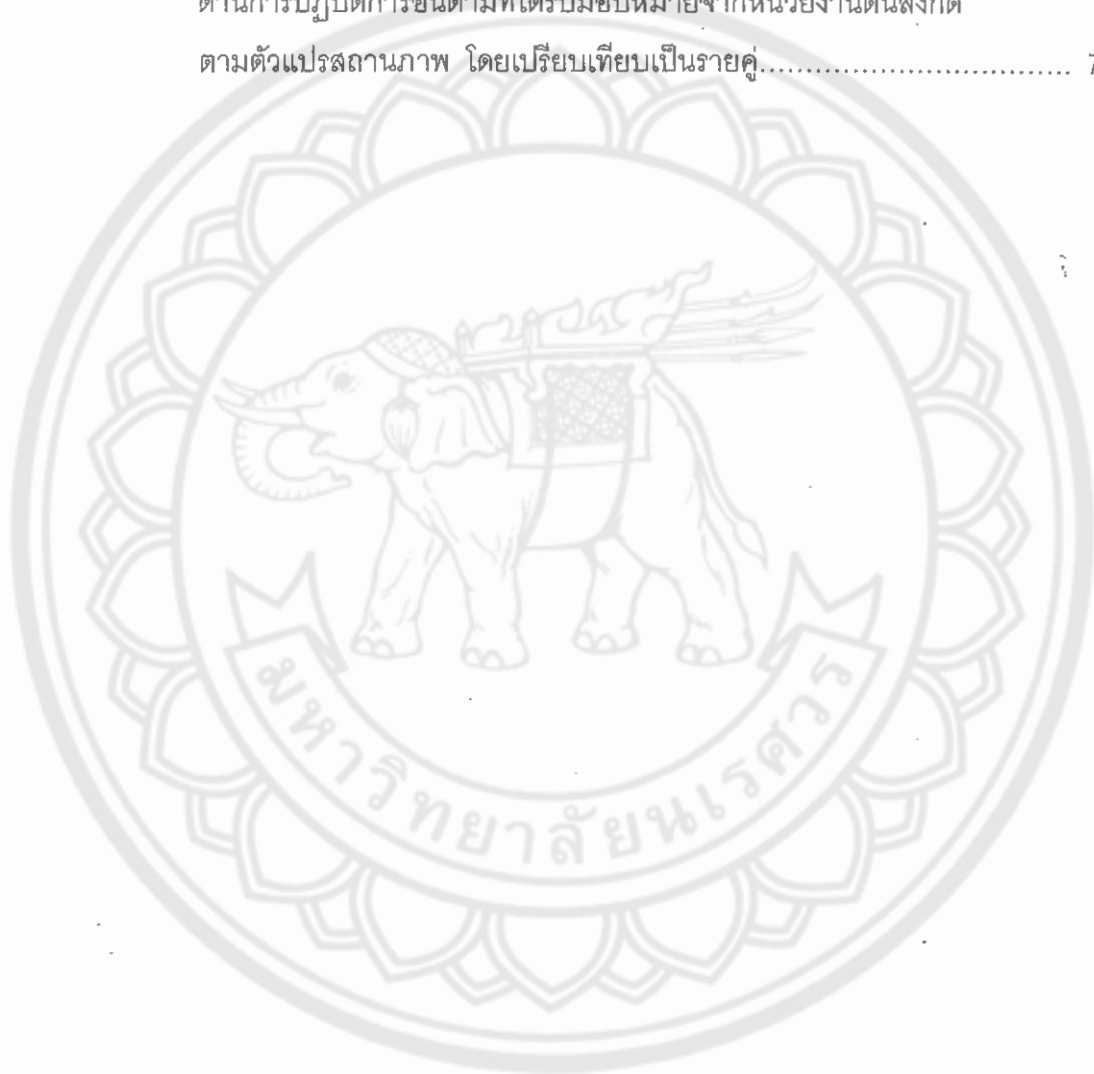 ด้านการปฏิบัติการอื่นตามที่ได้รับมอบหมายจากหน่วยงานต้นสังกัด
ตามตัวแปรสถานภาพ โดยเปรียบเทียบเป็นรายคู่.................................. 7
มหาวิทยาลัยนเรศวร